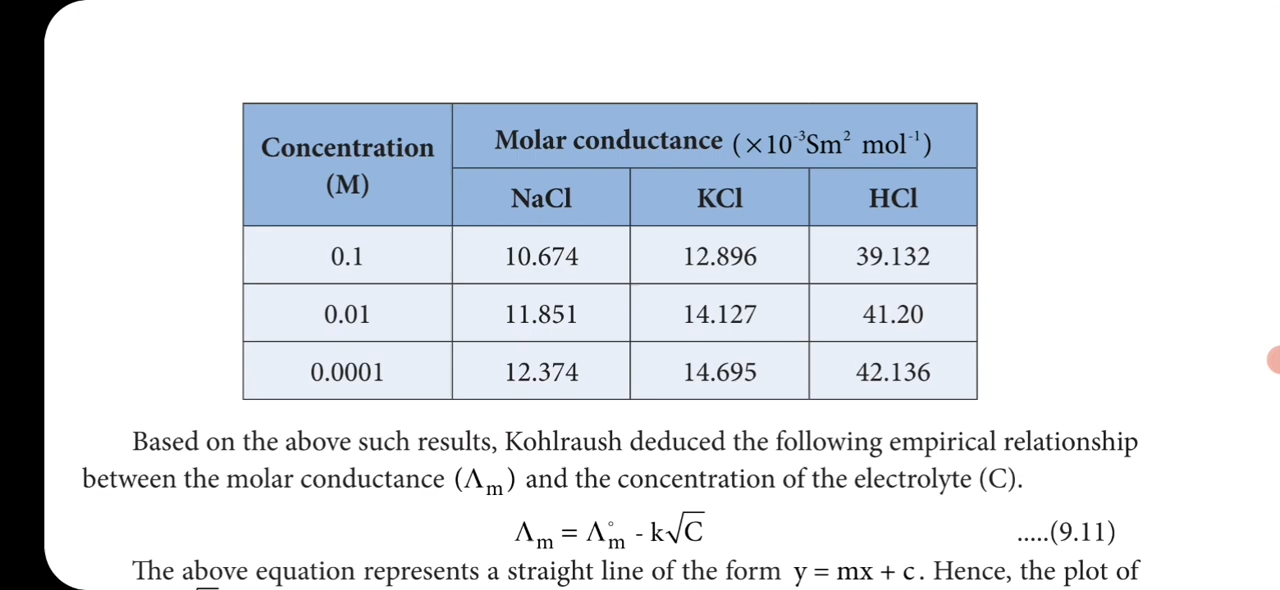 Concentration (M) Molar conductance (×10⁻³Sm² mol⁻¹)
NaCl KCl HCl
0.1 10.674 12.896 39.132
0.01 11.851 14.127 41.20
0.0001 12.374 14.695 42.136
Based on the above such results, Kohlraush deduced the following empirical relationship
between the molar conductance (Λm) and the concentration of the electrolyte (C).
Λm = Λ°m - k√C .....(9.11)
The above equation represents a straight line of the form y = mx + c. Hence, the plot of